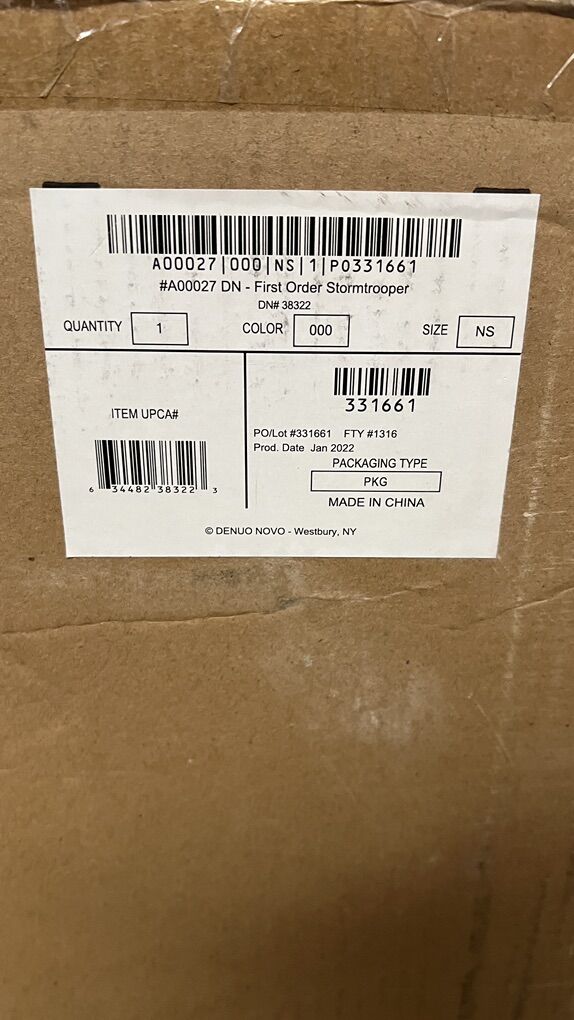 A00027|000|NS|1|P0331661
#A00027 DN - First Order Stormtrooper
DN# 38322
QUANTITY 1 COLOR 000 SIZE NS
ITEM UPCA#
6 34482 38322 3
331661
PO/Lot #331661 FTY #1316
Prod. Date Jan 2022
PACKAGING TYPE
PKG
MADE IN CHINA
© DENUO NOVO - Westbury, NY